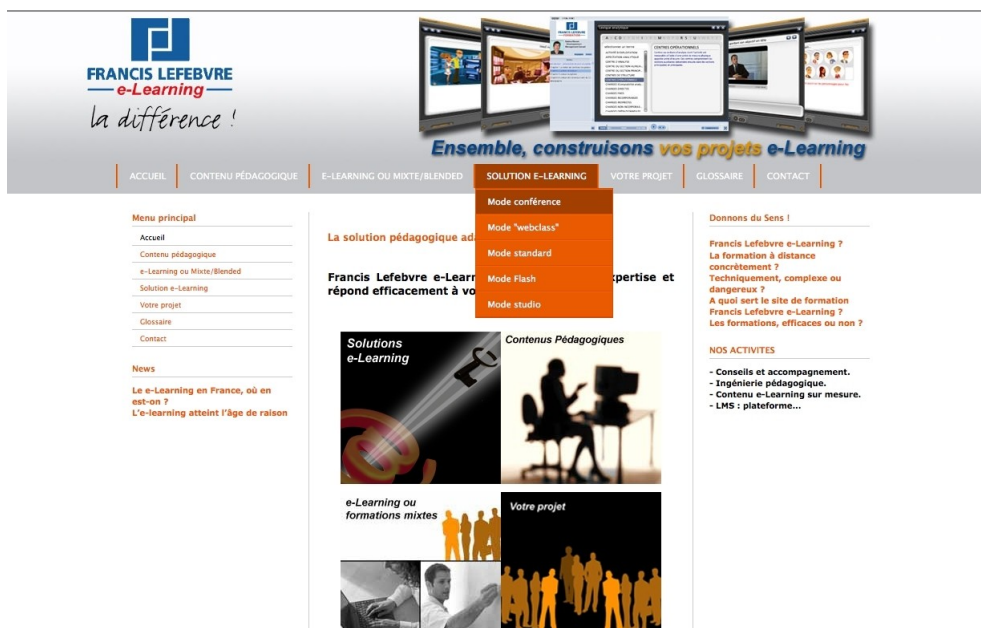 FRANCIS LEFEBVRE
e-Learning
la différence !
Ensemble, construisons vos projets e-Learning
ACCUEIL
CONTENU PÉDAGOGIQUE
E-LEARNING OU MIXTE/BLENDED
SOLUTION E-LEARNING
VOTRE PROJET
GLOSSAIRE
CONTACT
Mode conférence
Mode "webclass"
Mode standard
Mode Flash
Mode studio
Menu principal
Accueil
Contenu pédagogique
e-Learning ou Mixte/Blended
Solution e-Learning
Votre projet
Glossaire
Contact
News
Le e-Learning en France, où en
est-on ?
L'e-learning atteint l'âge de raison
La solution pédagogique
Francis Lefebvre et
répond efficacement à
Solutions
e-Learning
Contenus Pédagogiques
e-Learning ou
formations mixtes
Votre projet
Donnons du Sens !
Francis Lefebvre e-Learning ?
La formation à distance
concrètement ?
Techniquement, complexe ou
dangereux ?
A quoi sert le site de formation
Francis Lefebvre e-Learning ?
Les formations, efficaces ou non ?
NOS ACTIVITES
- Conseils et accompagnement.
- Ingénierie pédagogique.
- Contenu e-Learning sur mesure.
- LMS : plateforme...